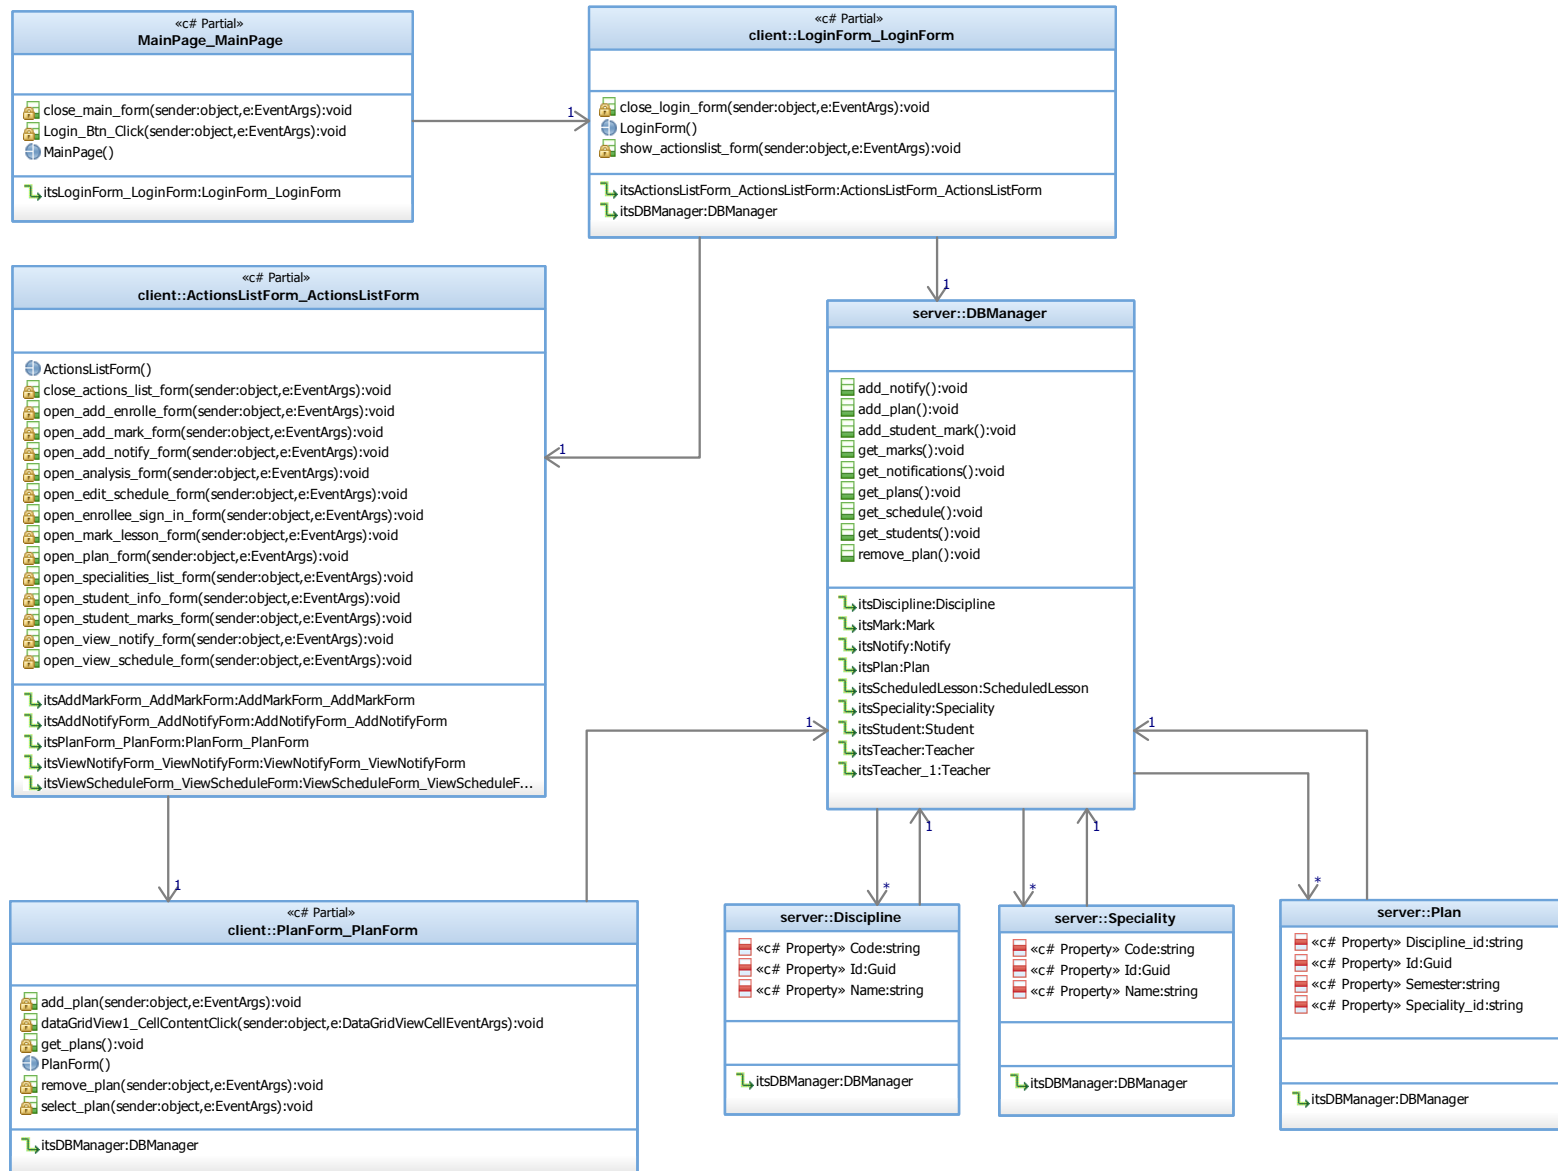 «c# Partial»
MainPage_MainPage
close_main_form(sender:object,e:EventArgs):void
Login_Btn_Click(sender:object,e:EventArgs):void
MainPage()
itsLoginForm_LoginForm:LoginForm_LoginForm
1
«c# Partial»
client::LoginForm_LoginForm
close_login_form(sender:object,e:EventArgs):void
LoginForm()
show_actionslist_form(sender:object,e:EventArgs):void
itsActionsListForm_ActionsListForm:ActionsListForm_ActionsListForm
itsDBManager:DBManager
1
1
«c# Partial»
client::ActionsListForm_ActionsListForm
ActionsListForm()
close_actions_list_form(sender:object,e:EventArgs):void
open_add_enrolle_form(sender:object,e:EventArgs):void
open_add_mark_form(sender:object,e:EventArgs):void
open_add_notify_form(sender:object,e:EventArgs):void
open_analysis_form(sender:object,e:EventArgs):void
open_edit_schedule_form(sender:object,e:EventArgs):void
open_enrollee_sign_in_form(sender:object,e:EventArgs):void
open_mark_lesson_form(sender:object,e:EventArgs):void
open_plan_form(sender:object,e:EventArgs):void
open_specialities_list_form(sender:object,e:EventArgs):void
open_student_info_form(sender:object,e:EventArgs):void
open_student_marks_form(sender:object,e:EventArgs):void
open_view_notify_form(sender:object,e:EventArgs):void
open_view_schedule_form(sender:object,e:EventArgs):void
itsAddMarkForm_AddMarkForm:AddMarkForm_AddMarkForm
itsAddNotifyForm_AddNotifyForm:AddNotifyForm_AddNotifyForm
itsPlanForm_PlanForm:PlanForm_PlanForm
itsViewNotifyForm_ViewNotifyForm:ViewNotifyForm_ViewNotifyForm
itsViewScheduleForm_ViewScheduleForm:ViewScheduleForm_ViewScheduleF...
1
server::DBManager
add_notify():void
add_plan():void
add_student_mark():void
get_marks():void
get_notifications():void
get_plans():void
get_schedule():void
get_students():void
remove_plan():void
itsDiscipline:Discipline
itsMark:Mark
itsNotify:Notify
itsPlan:Plan
itsScheduledLesson:ScheduledLesson
itsSpeciality:Speciality
itsStudent:Student
itsTeacher:Teacher
itsTeacher_1:Teacher
1
1
*
1
*
1
*
«c# Partial»
client::PlanForm_PlanForm
add_plan(sender:object,e:EventArgs):void
dataGridView1_CellContentClick(sender:object,e:DataGridViewCellEventArgs):void
get_plans():void
PlanForm()
remove_plan(sender:object,e:EventArgs):void
select_plan(sender:object,e:EventArgs):void
itsDBManager:DBManager
server::Discipline
«c# Property» Code:string
«c# Property» Id:Guid
«c# Property» Name:string
itsDBManager:DBManager
server::Speciality
«c# Property» Code:string
«c# Property» Id:Guid
«c# Property» Name:string
itsDBManager:DBManager
server::Plan
«c# Property» Discipline_id:string
«c# Property» Id:Guid
«c# Property» Semester:string
«c# Property» Speciality_id:string
itsDBManager:DBManager